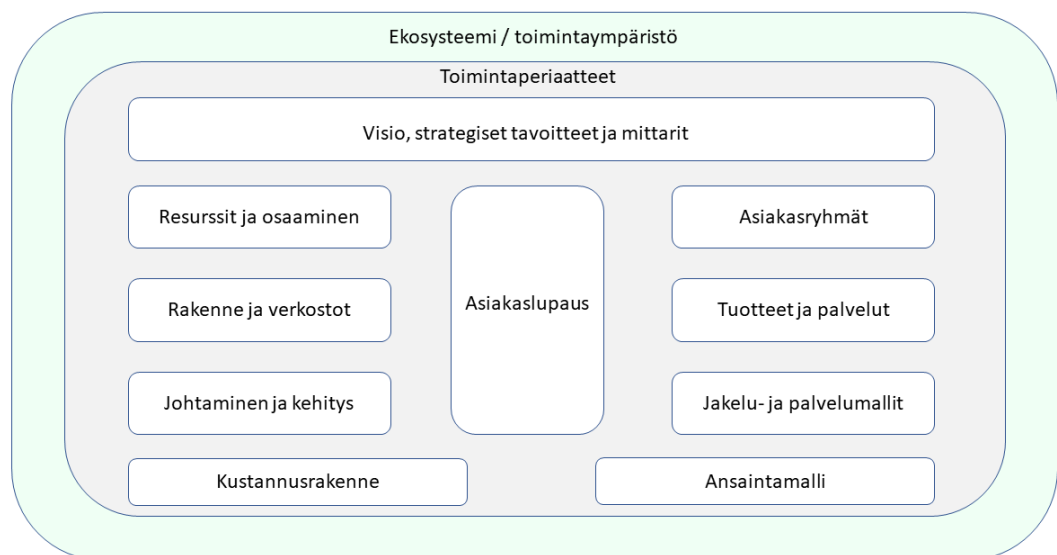 Ekosysteemi / toimintaympäristö
Toimintaperiaatteet
Visio, strategiset tavoitteet ja mittarit
Resurssit ja osaaminen
Asiakasryhmät
Asiakaslupaus
Rakenne ja verkostot
Tuotteet ja palvelut
Johtaminen ja kehitys
Jakelu- ja palvelumallit
Kustannusrakenne
Ansaintamalli